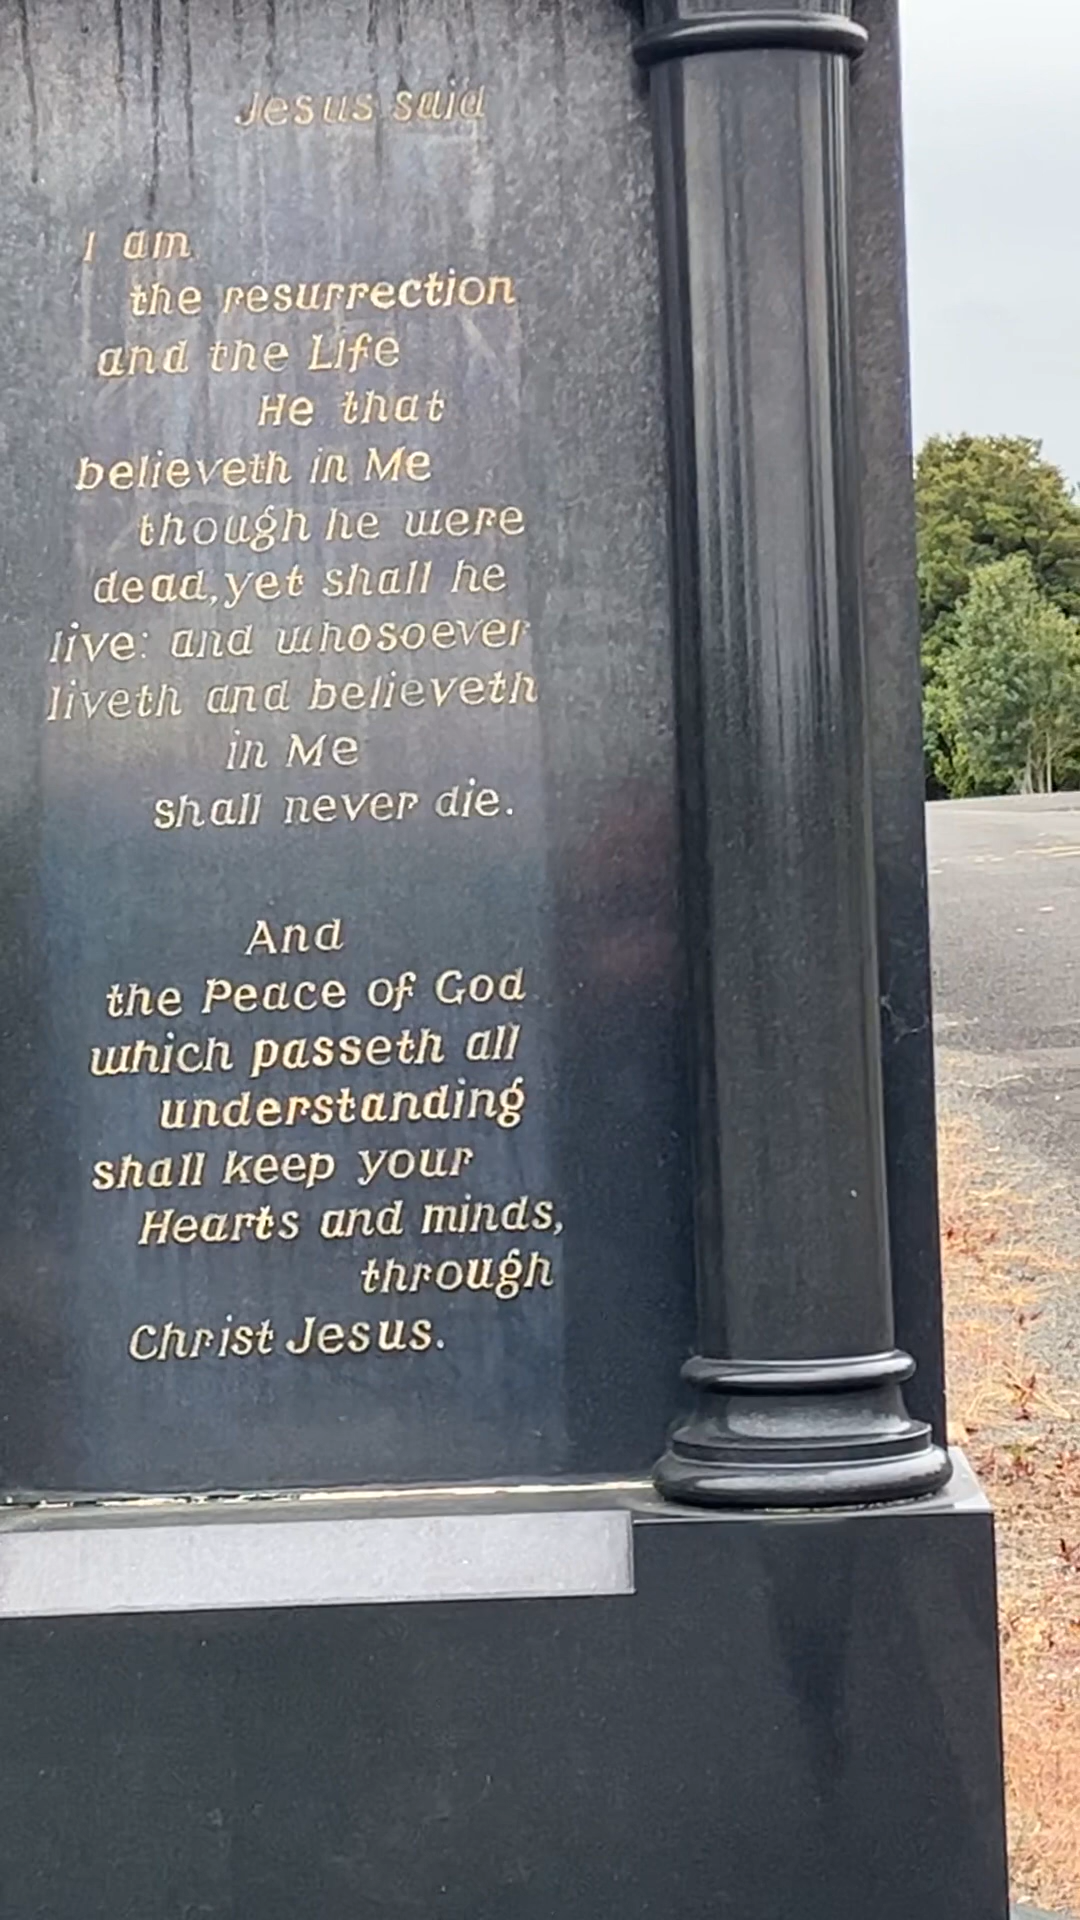 Jesus said
I am
the resurrection
and the Life
He that
believeth in Me
though he were
dead, yet shall he
live: and whosoever
liveth and believeth
in Me
shall never die.
And
the Peace of God
which passeth all
understanding
shall keep your
Hearts and minds,
through
Christ Jesus.